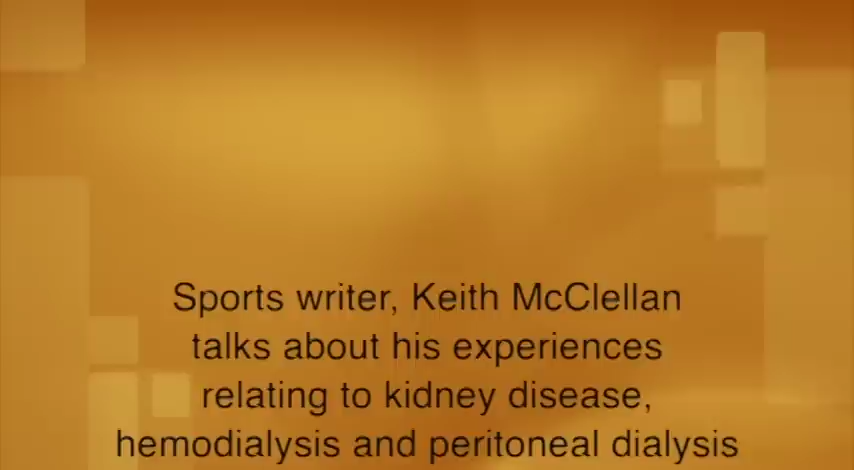 Sports writer, Keith McClellan
talks about his experiences
relating to kidney disease,
hemodialysis and peritoneal dialysis